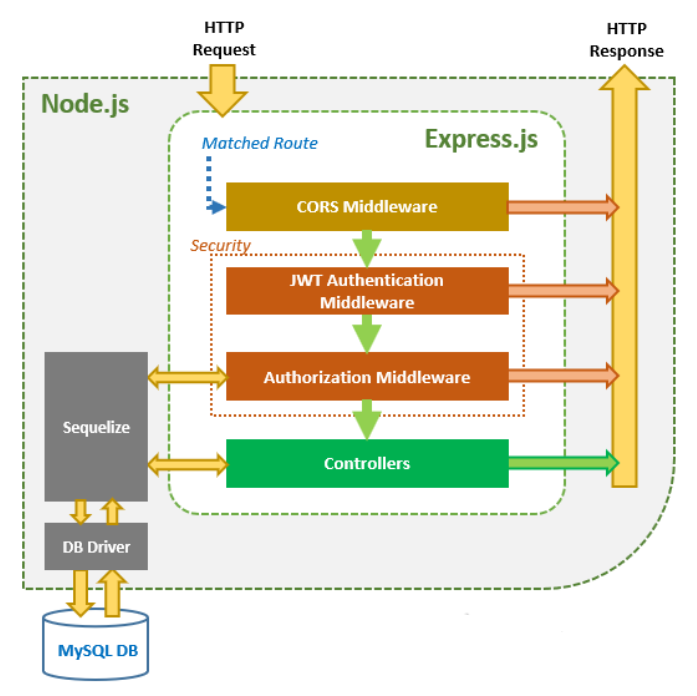 HTTP
Request
HTTP
Response
Node.js
Express.js
Matched Route
CORS Middleware
Security
JWT Authentication
Middleware
Authorization Middleware
Sequelize
Controllers
DB Driver
MySQL DB